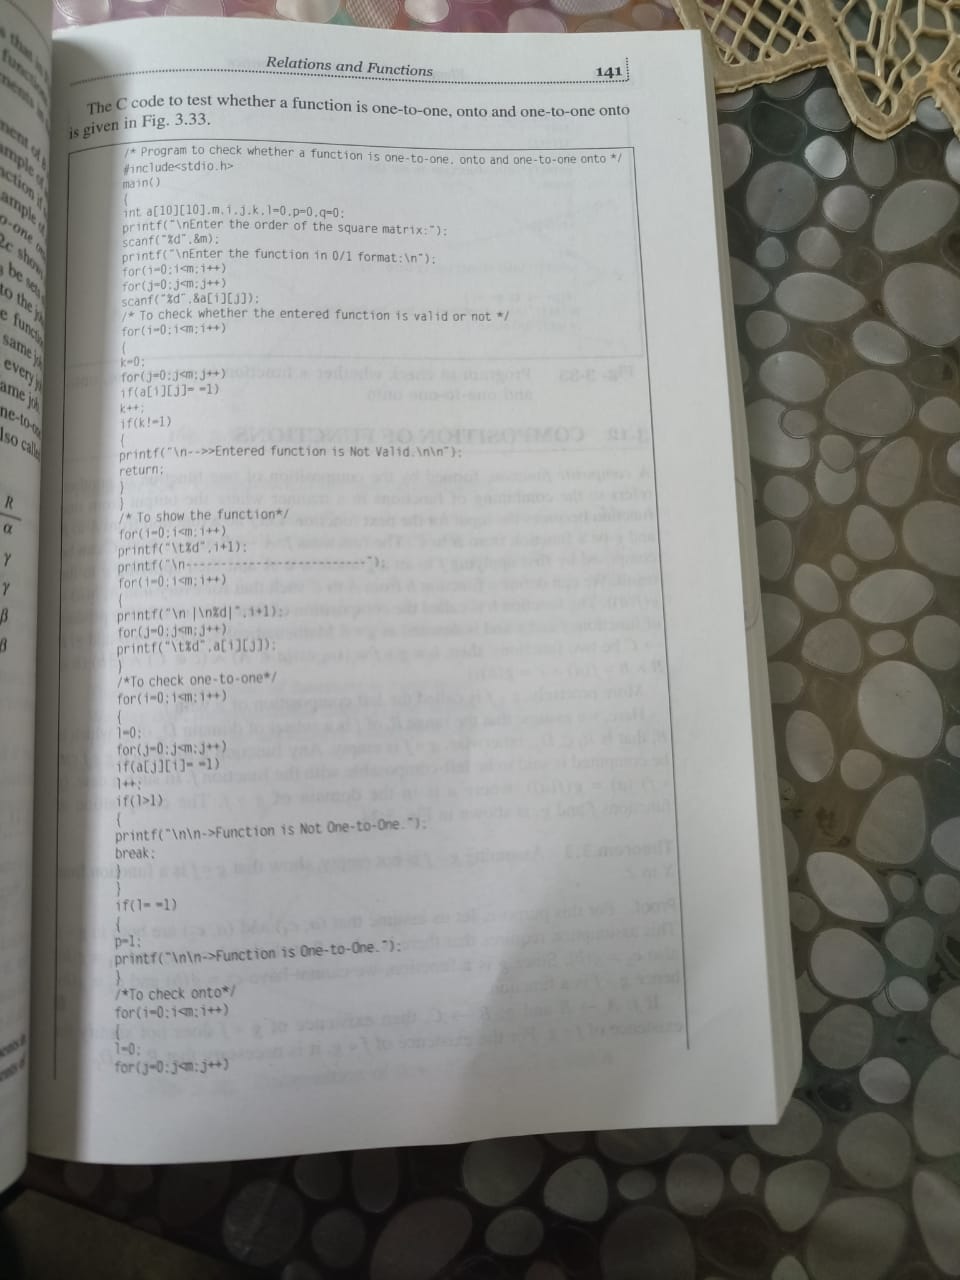 Relations and Functions 141
The C code to test whether a function is one-to-one, onto and one-to-one onto
is given in Fig. 3.33.
/* Program to check whether a function is one-to-one, onto and one-to-one onto */
#include<stdio.h>
main()
{
int a[10][10],m,i,j,k,l=0,p=0,q=0;
printf("\nEnter the order of the square matrix:");
scanf("%d",&m);
printf("\nEnter the function in 0/1 format:\n");
for(i=0;i<m;i++)
for(j=0;j<m;j++)
scanf("%d",&a[i][j]);
/* To check whether the entered function is valid or not */
for(i=0;i<m;i++)
{
k=0;
for(j=0;j<m;j++)
if(a[i][j]= =1)
k++;
if(k!=1)
{
printf("\n-->>Entered function is Not Valid.\n\n");
return;
}
}
/* To show the function*/
for(i=0;i<m;i++)
printf("\t%d",i+1);
printf("\n--------------------------");
for(i=0;i<m;i++)
{
printf("\n |\n%d|",i+1);
for(j=0;j<m;j++)
printf("\t%d",a[i][j]);
}
/*To check one-to-one*/
for(i=0;i<m;i++)
{
l=0;
for(j=0;j<m;j++)
if(a[j][i]= =1)
l++;
if(l>1)
{
printf("\n\n->Function is Not One-to-One.");
break;
}
}
if(l= =1)
{
p=1;
printf("\n\n->Function is One-to-One.");
}
/*To check onto*/
for(i=0;i<m;i++)
{
l=0;
for(j=0;j<m;j++)
R
α
γ
γ
β
β